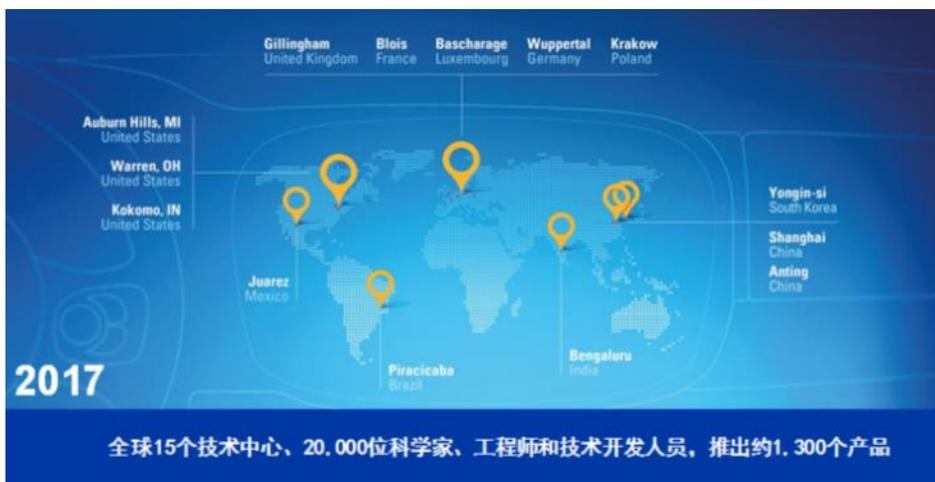 Gillingham
United Kingdom
Blois
France
Bascharage
Luxembourg
Wuppertal
Germany
Krakow
Poland
Auburn Hills, MI
United States
Warren, OH
United States
Kokomo, IN
United States
Juarez
Mexico
Piracicaba
Brazil
Bengaluru
India
Yongin-si
South Korea
Shanghai
China
Anting
China
2017
全球15个技术中心、20.000位科学家、工程师和技术开发人员，推出约1.300个产品